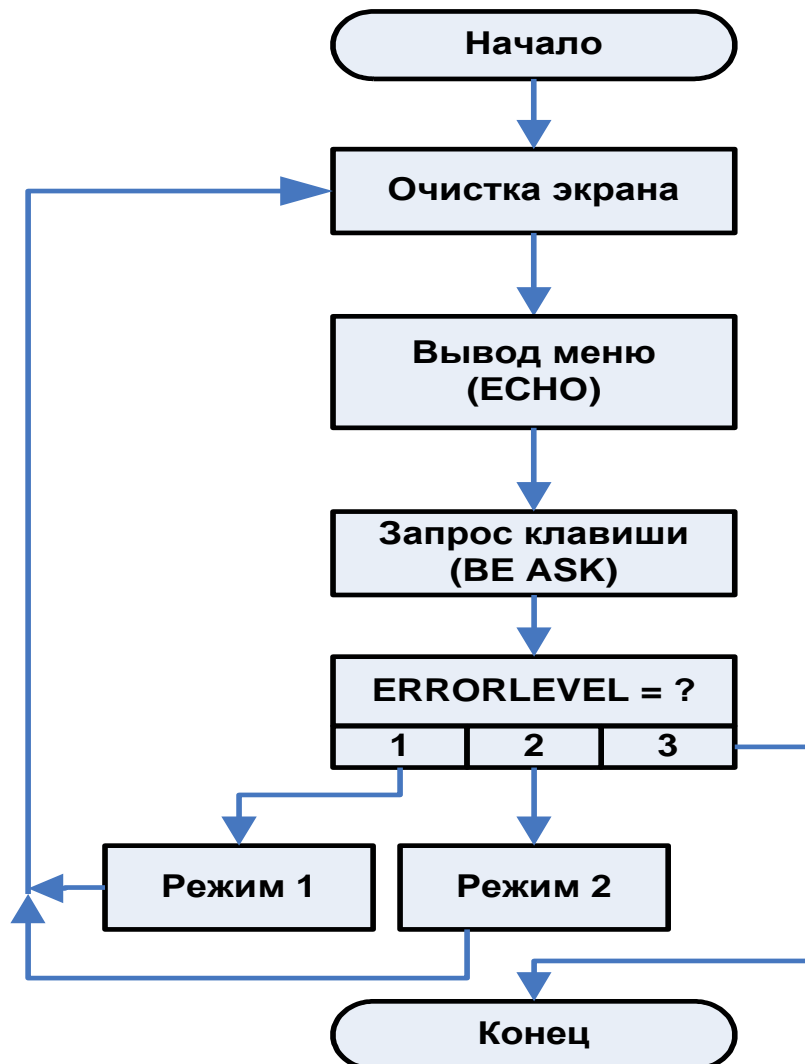 Начало
Очистка экрана
Вывод меню
(ECHO)
Запрос клавиши
(BE ASK)
ERRORLEVEL = ?
1 2 3
Режим 1 Режим 2
Конец